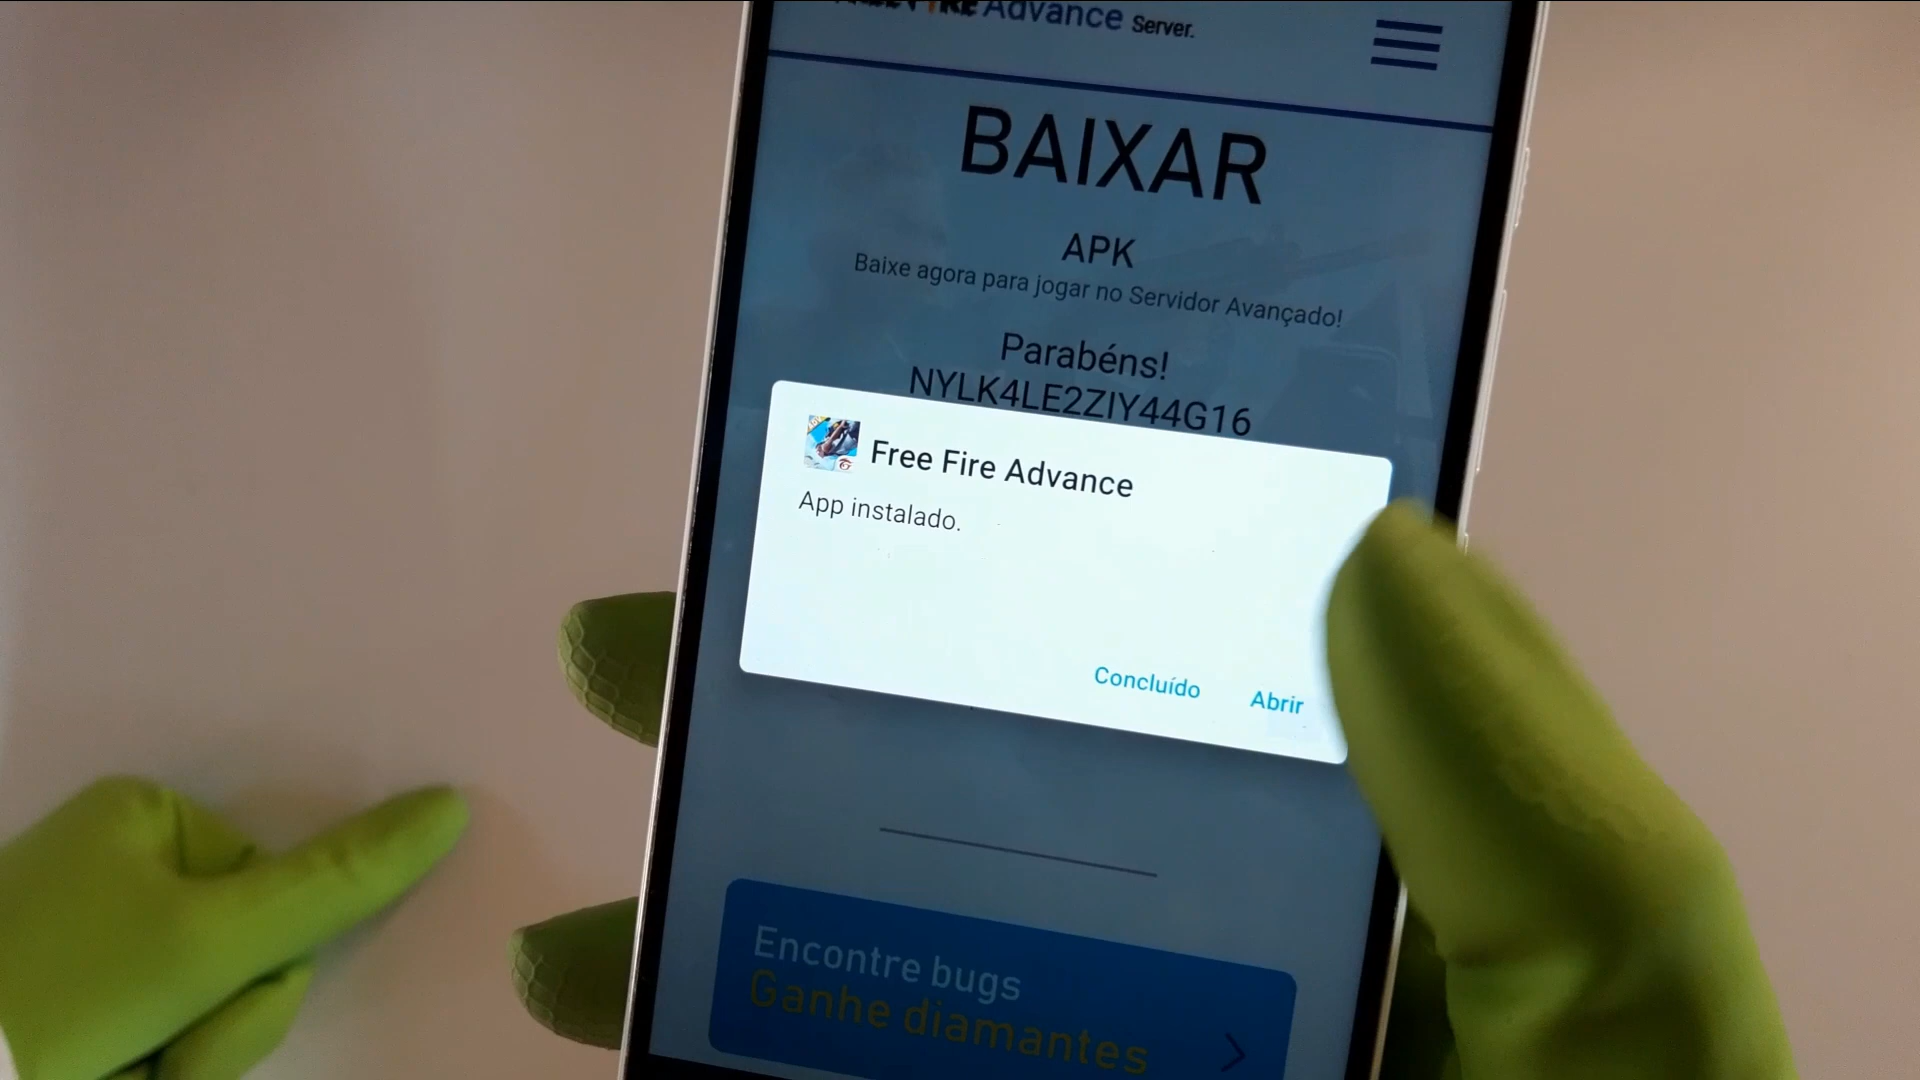 Advance Server.
BAIXAR
APK
Baixe agora para jogar no Servidor Avançado!
Parabéns!
NYLK4LE2ZIY44G16
Free Fire Advance
App instalado.
Concluído Abrir
Encontre bugs
Ganhe diamantes